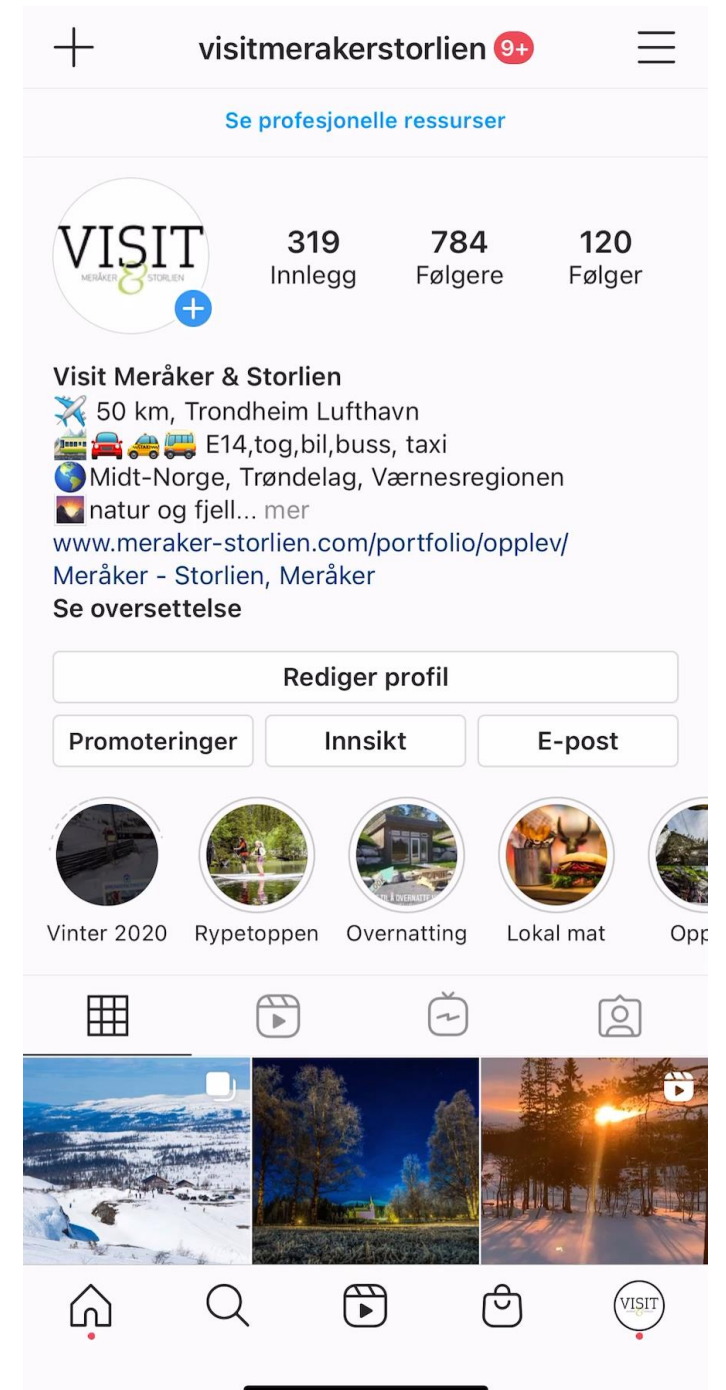 visitmerakerstorlien 9+
Se profesjonelle ressurser
VISIT
MERÅKER & STORLIEN
319 784 120
Innlegg Følgere Følger
Visit Meråker & Storlien
✈️ 50 km, Trondheim Lufthavn
🚞🚘🚕🚌 E14,tog,bil,buss, taxi
🌎Midt-Norge, Trøndelag, Værnesregionen
🌄natur og fjell... mer
www.meraker-storlien.com/portfolio/opplev/
Meråker - Storlien, Meråker
Se oversettelse
Rediger profil
Promoteringer Innsikt E-post
TIL Å OVERNATTE
Vinter 2020 Rypetoppen Overnatting Lokal mat Opp
VISIT